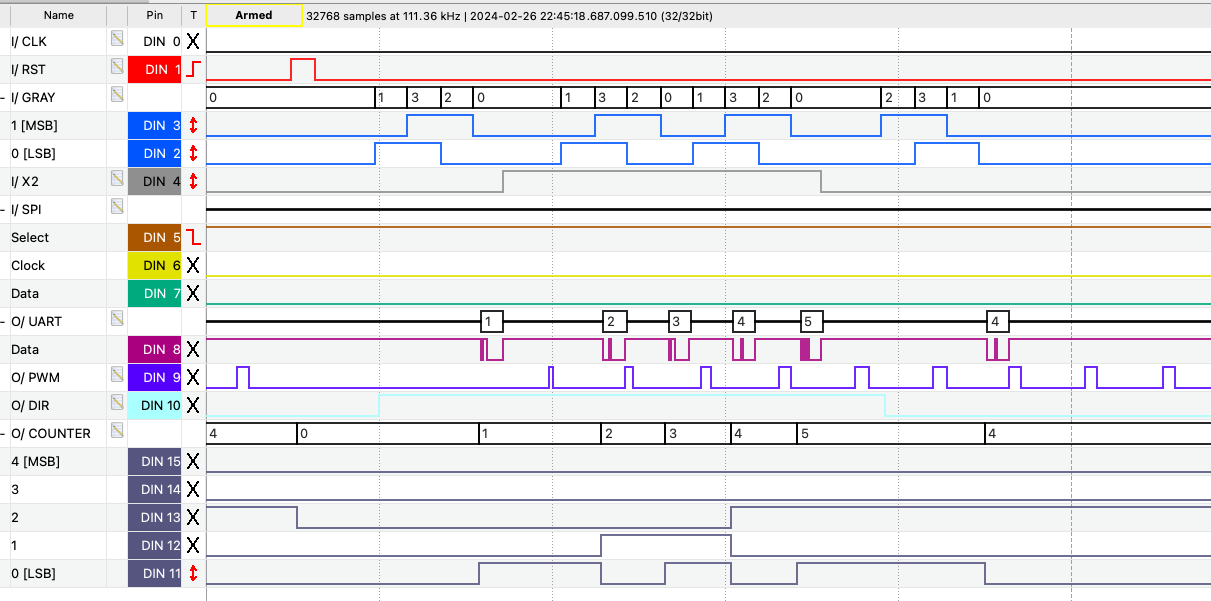 Name Pin T Armed 32768 samples at 111.36 kHz | 2024-02-26 22:45:18.687.099.510 (32/32bit)
I/ CLK DIN 0 X
I/ RST DIN 1
- I/ GRAY 0 1 3 2 0 1 3 2 0 1 3 2 0 2 3 1 0
1 [MSB] DIN 3
0 [LSB] DIN 2
I/ X2 DIN 4
- I/ SPI
Select DIN 5
Clock DIN 6 X
Data DIN 7 X
- O/ UART 1 2 3 4 5 4
Data DIN 8 X
O/ PWM DIN 9 X
O/ DIR DIN 10 X
- O/ COUNTER 4 0 1 2 3 4 5 4
4 [MSB] DIN 15 X
3 DIN 14 X
2 DIN 13 X
1 DIN 12 X
0 [LSB] DIN 11